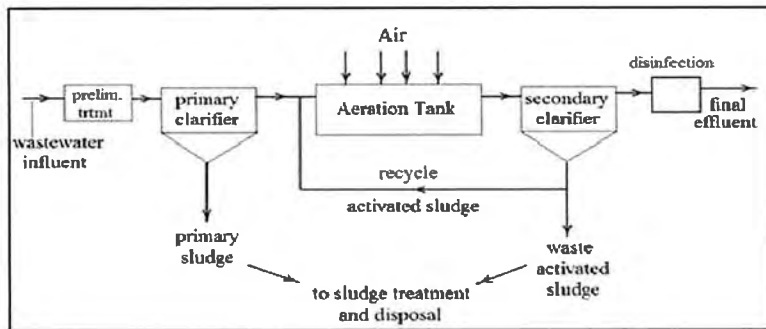 Air
disinfection
prelim.
trtmt
primary
clarifier
Aeration Tank
secondary
clarifier
final
effluent
wastewater
influent
recycle
activated sludge
primary
sludge
waste
activated
sludge
to sludge treatment
and disposal